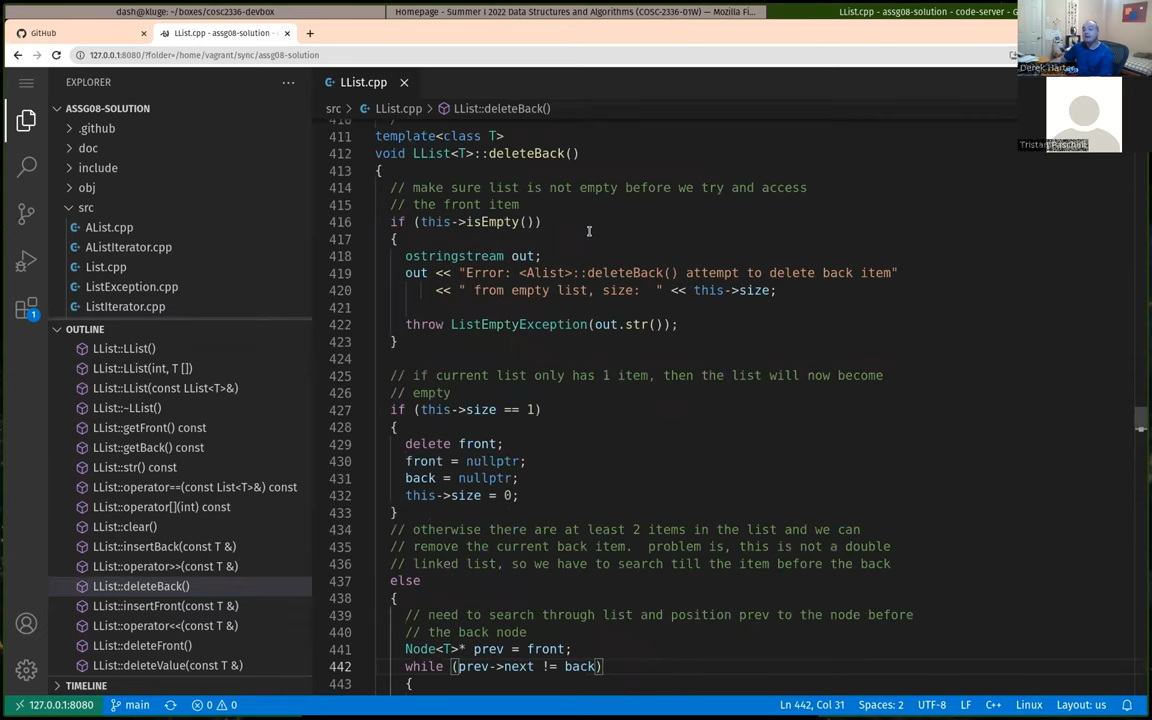 dash@kluge: ~/boxes/cosc2336-devbox
Homepage - Summer I 2022 Data Structures and Algorithms (COSC-2336-01W) — Mozilla Fi...
LList.cpp - assg08-solution - code-server
GitHub
LList.cpp - assg08-solution -
127.0.0.1:8080/?folder=/home/vagrant/sync/assg08-solution
Derek Harter
EXPLORER
ASSG08-SOLUTION
.github
doc
include
obj
src
AList.cpp
AListIterator.cpp
List.cpp
ListException.cpp
ListIterator.cpp
OUTLINE
LList::LList()
LList::LList(int, T [])
LList::LList(const LList<T>&)
LList::~LList()
LList::getFront() const
LList::getBack() const
LList::str() const
LList::operator==(const List<T>&) const
LList::operator[](int) const
LList::clear()
LList::insertBack(const T &)
LList::operator>>(const T &)
LList::deleteBack()
LList::insertFront(const T &)
LList::operator<<(const T &)
LList::deleteFront()
LList::deleteValue(const T &)
TIMELINE
1
LList.cpp
src > LList.cpp > LList::deleteBack()
410
411 template<class T>
412 void LList<T>::deleteBack()
413 {
414 // make sure list is not empty before we try and access
415 // the front item
416 if (this->isEmpty())
417 {
418 ostringstream out;
419 out << "Error: <Alist>::deleteBack() attempt to delete back item"
420 << " from empty list, size:  " << this->size;
421
422 throw ListEmptyException(out.str());
423 }
424
425 // if current list only has 1 item, then the list will now become
426 // empty
427 if (this->size == 1)
428 {
429 delete front;
430 front = nullptr;
431 back = nullptr;
432 this->size = 0;
433 }
434 // otherwise there are at least 2 items in the list and we can
435 // remove the current back item.  problem is, this is not a double
436 // linked list, so we have to search till the item before the back
437 else
438 {
439 // need to search through list and position prev to the node before
440 // the back node
441 Node<T>* prev = front;
442 while (prev->next != back)
443 {
127.0.0.1:8080
main
0 0
Ln 442, Col 31
Spaces: 2
UTF-8
LF
C++
Linux
Layout: us